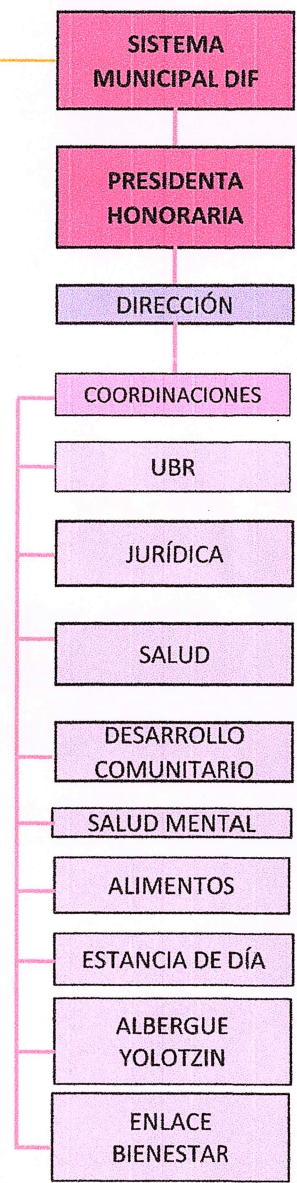 SISTEMA
MUNICIPAL DIF
PRESIDENTA
HONORARIA
DIRECCIÓN
COORDINACIONES
UBR
JURÍDICA
SALUD
DESARROLLO
COMUNITARIO
SALUD MENTAL
ALIMENTOS
ESTANCIA DE DÍA
ALBERGUE
YOLOTZIN
ENLACE
BIENESTAR